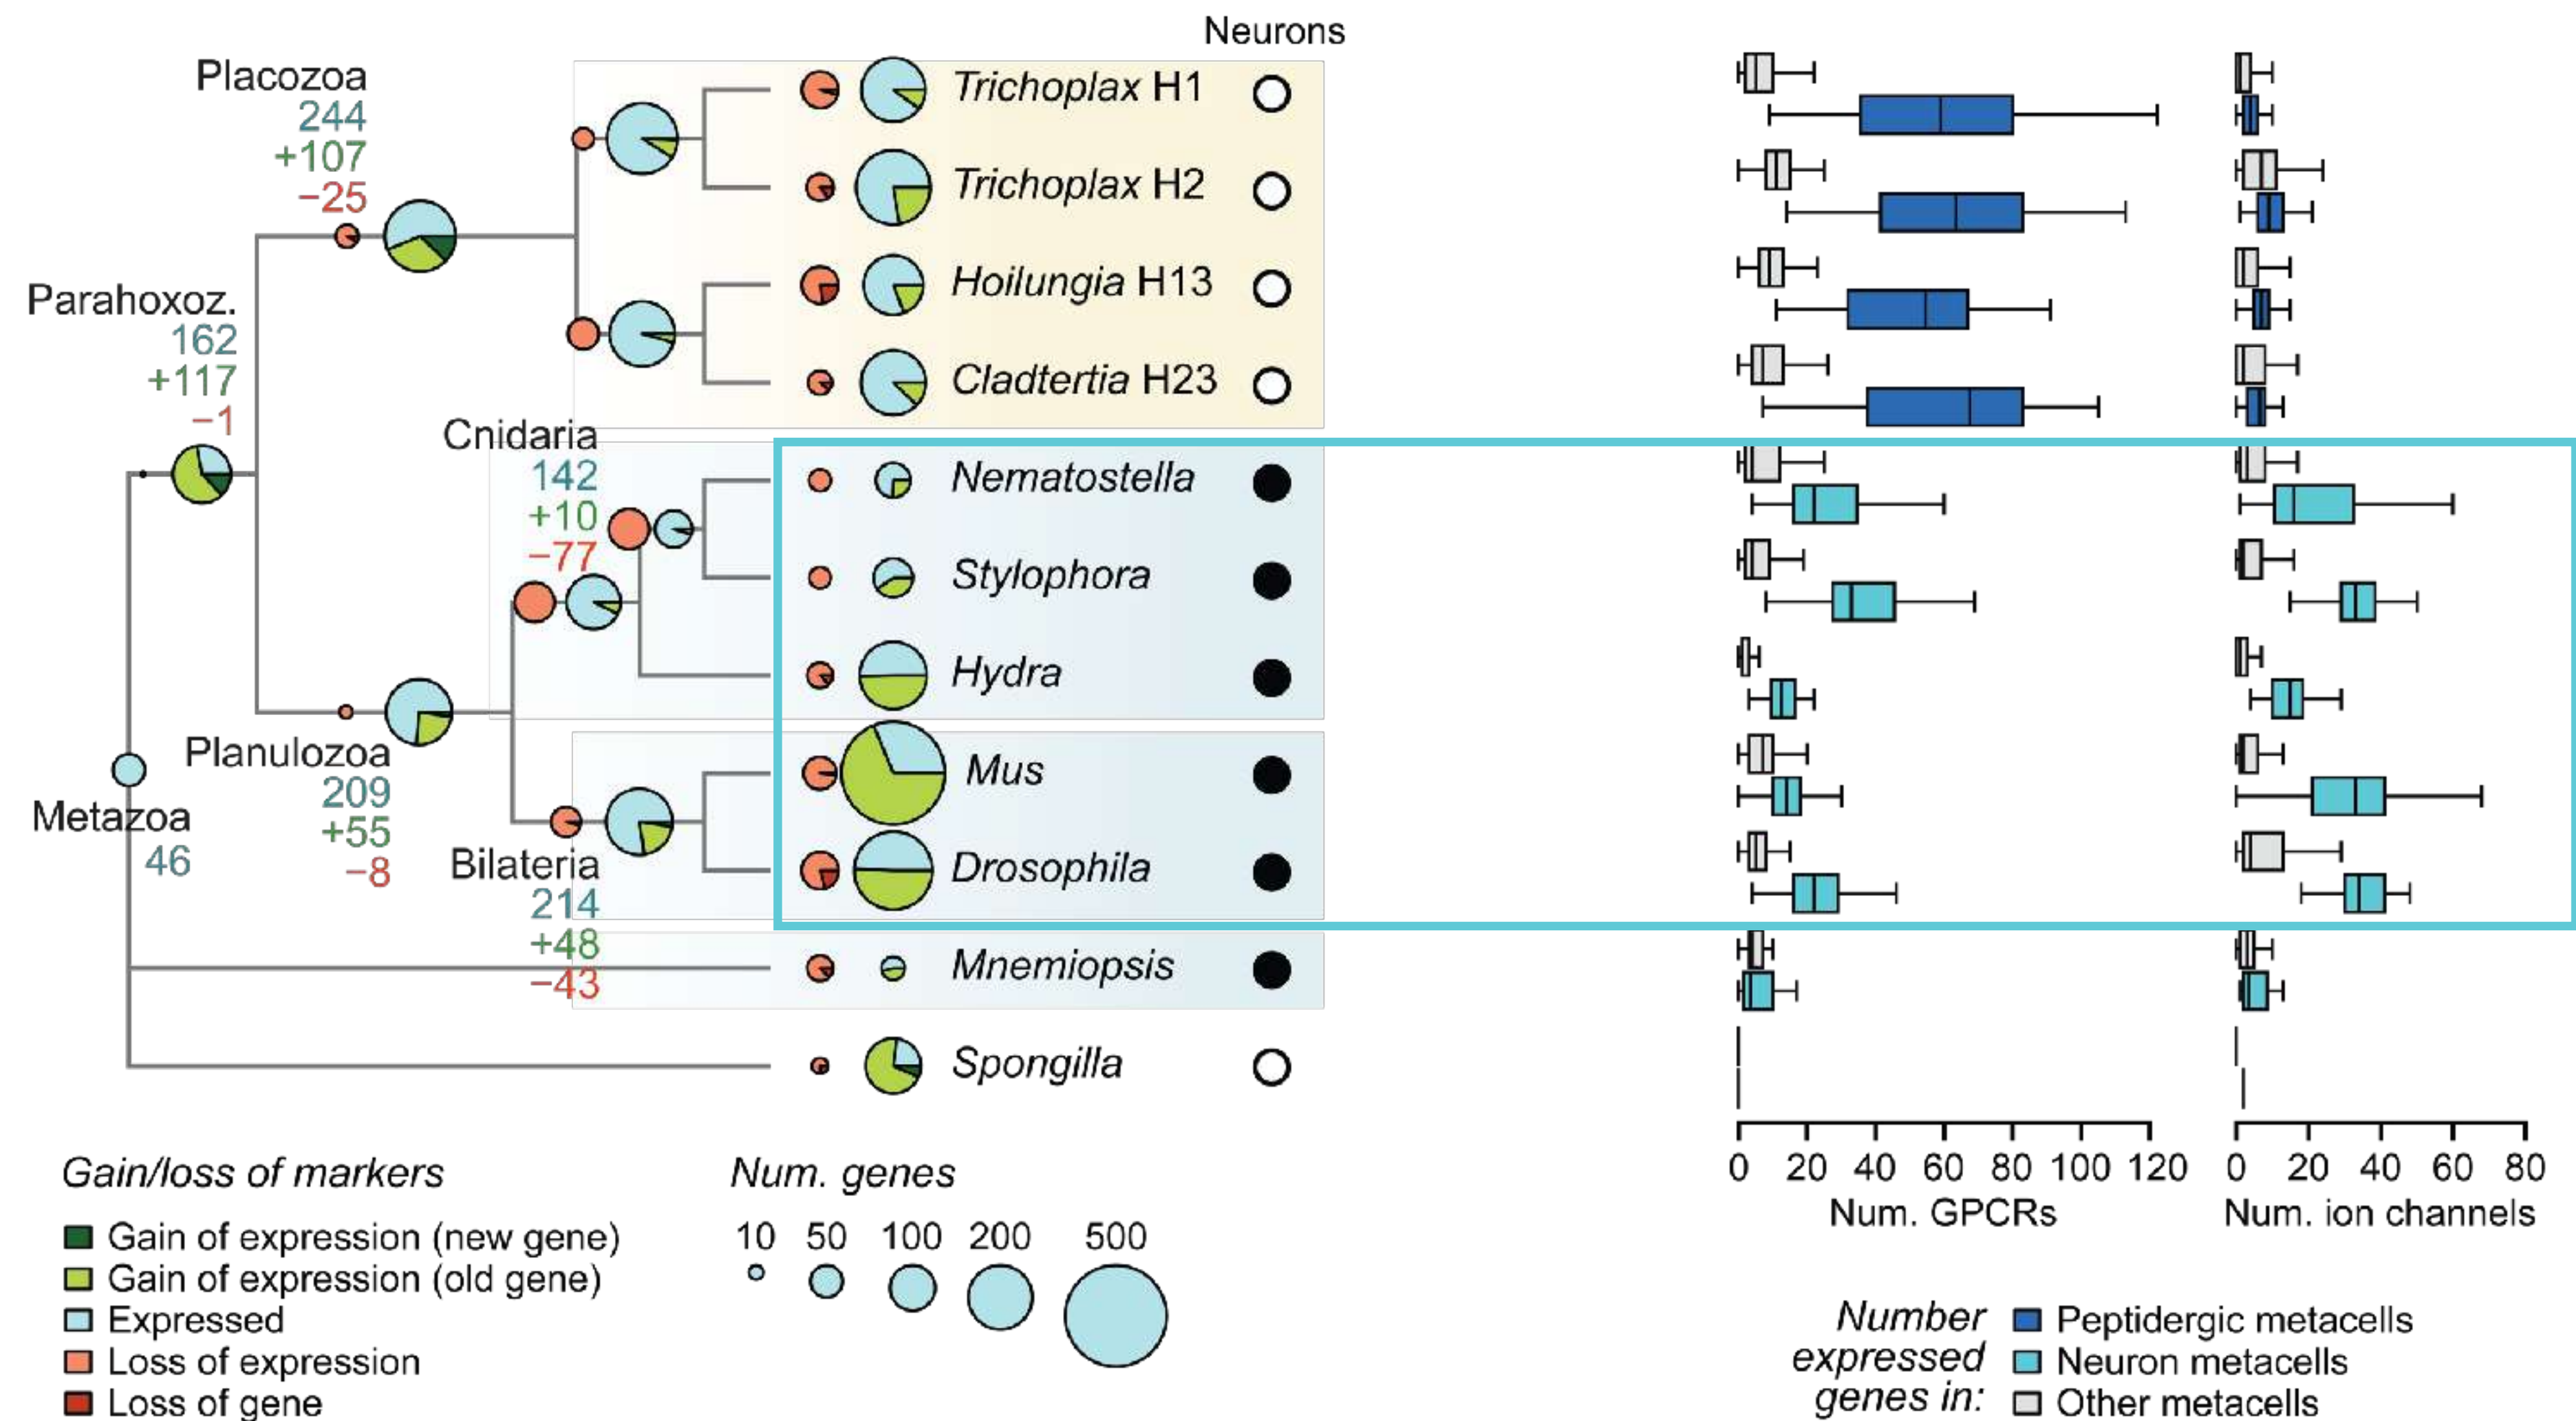 Neurons
Placozoa
244
+107
−25
Trichoplax H1
Trichoplax H2
Hoilungia H13
Cladtertia H23
Parahoxoz.
162
+117
−1
Cnidaria
142
+10
−77
Nematostella
Stylophora
Hydra
Planulozoa
209
+55
−8
Metazoa
46
Mus
Drosophila
Bilateria
214
+48
−43
Mnemiopsis
Spongilla
0 20 40 60 80 100 120
Num. GPCRs
0 20 40 60 80
Num. ion channels
Gain/loss of markers
Gain of expression (new gene)
Gain of expression (old gene)
Expressed
Loss of expression
Loss of gene
Num. genes
10 50 100 200 500
Number
expressed
genes in:
Peptidergic metacells
Neuron metacells
Other metacells